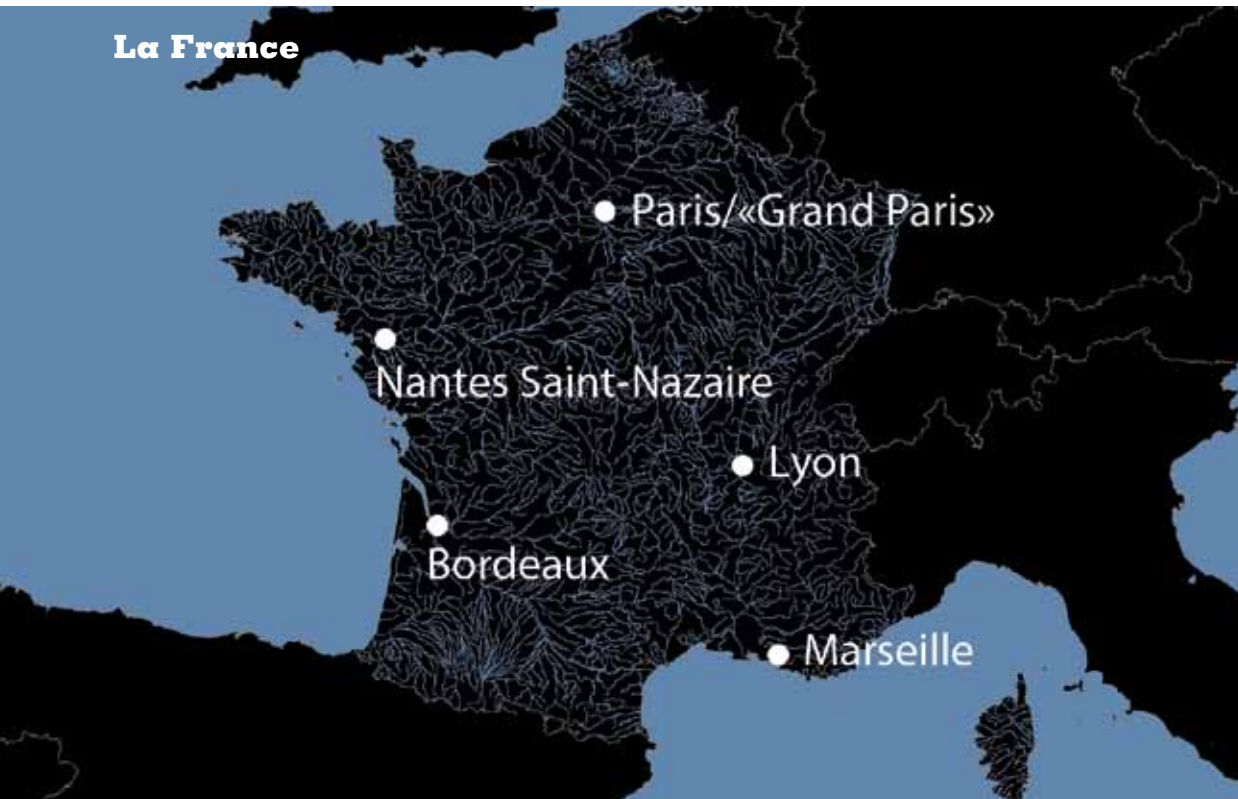 La France
Paris/«Grand Paris»
Nantes Saint-Nazaire
Lyon
Bordeaux
Marseille